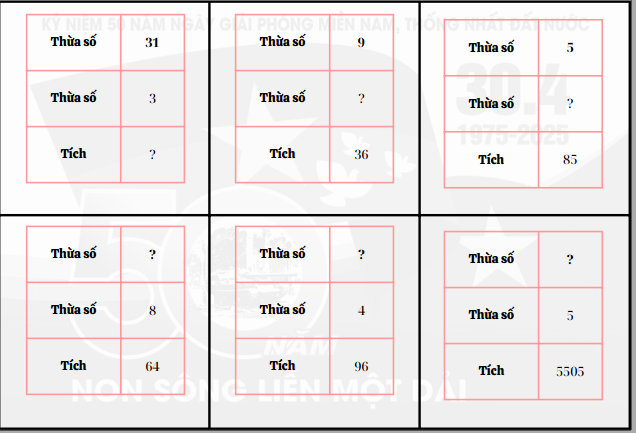 KỶ NIỆM 50 NĂM NGÀY GIẢI PHÓNG MIỀN NAM, THỐNG NHẤT ĐẤT NƯỚC
30.4
1975-2025
Thừa số 31
Thừa số 3
Tích ?
Thừa số 9
Thừa số ?
Tích 36
Thừa số 5
Thừa số ?
Tích 85
Thừa số ?
Thừa số 8
Tích 64
Thừa số ?
Thừa số 4
Tích 96
Thừa số ?
Thừa số 5
Tích 5505
50
NĂM
NON SÔNG LIỀN MỘT DẢI